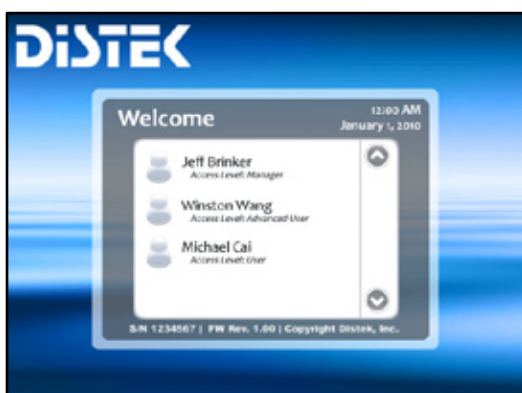 DiSTEK
Welcome
12:00 AM
January 1, 2010
Jeff Brinker
Access Level: Manager
Winston Wang
Access Level: Advanced User
Michael Cai
Access Level: User
S/N 1234567 | FW Rev. 1.00 | Copyright Distek, Inc.